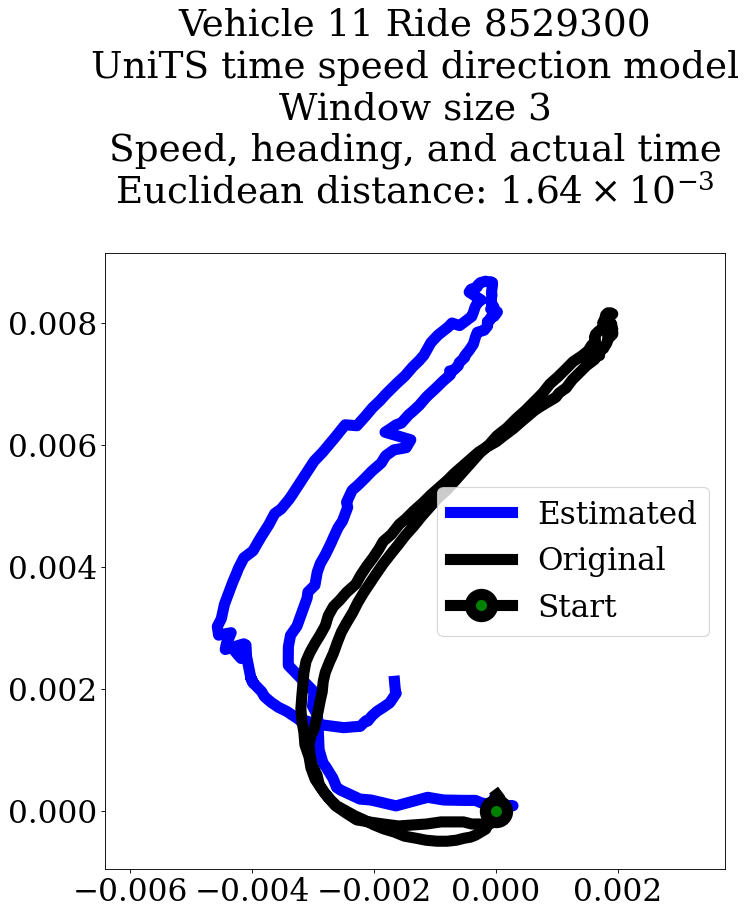 Vehicle 11 Ride 8529300
UniTS time speed direction model
Window size 3
Speed, heading, and actual time
Euclidean distance: 1.64 × 10⁻³
0.008
0.006
Estimated
Original
0.004
Start
0.002
0.000
−0.006 −0.004 −0.002 0.000 0.002